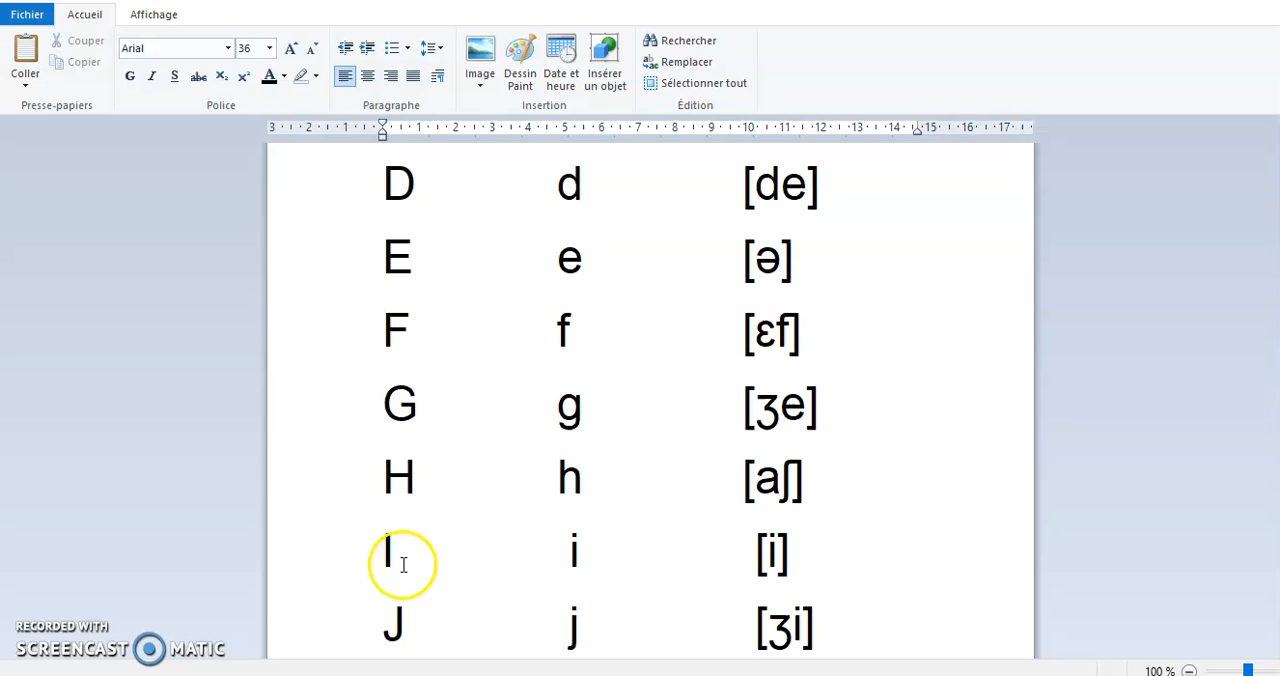 Fichier Accueil Affichage
Coller
Couper
Copier
Presse-papiers
Arial 36
G I S abc X₂ X² A
Police
Paragraphe
Image
Dessin Paint
Date et heure
Insérer un objet
Insertion
Rechercher
Remplacer
Sélectionner tout
Édition
3 2 1 1 2 3 4 5 6 7 8 9 10 11 12 13 14 15 16 17
D d [de]
E e [ə]
F f [ɛf]
G g [ʒe]
H h [aʃ]
I i [i]
J j [ʒi]
RECORDED WITH
SCREENCAST MATIC
100 %